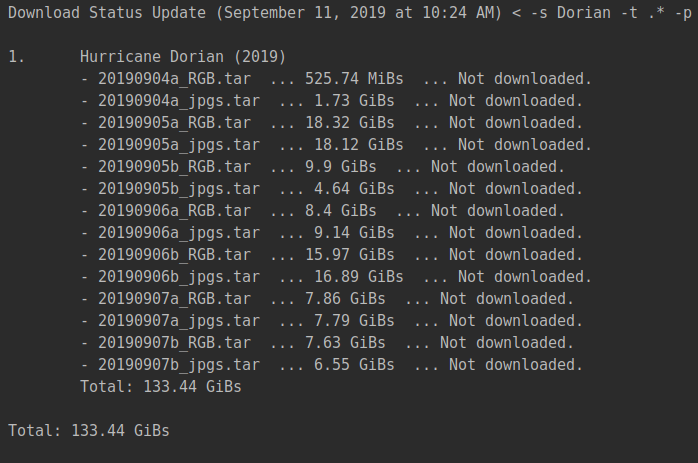 Download Status Update (September 11, 2019 at 10:24 AM) < -s Dorian -t .* -p
1. Hurricane Dorian (2019)
- 20190904a_RGB.tar ... 525.74 MiBs ... Not downloaded.
- 20190904a_jpgs.tar ... 1.73 GiBs ... Not downloaded.
- 20190905a_RGB.tar ... 18.32 GiBs ... Not downloaded.
- 20190905a_jpgs.tar ... 18.12 GiBs ... Not downloaded.
- 20190905b_RGB.tar ... 9.9 GiBs ... Not downloaded.
- 20190905b_jpgs.tar ... 4.64 GiBs ... Not downloaded.
- 20190906a_RGB.tar ... 8.4 GiBs ... Not downloaded.
- 20190906a_jpgs.tar ... 9.14 GiBs ... Not downloaded.
- 20190906b_RGB.tar ... 15.97 GiBs ... Not downloaded.
- 20190906b_jpgs.tar ... 16.89 GiBs ... Not downloaded.
- 20190907a_RGB.tar ... 7.86 GiBs ... Not downloaded.
- 20190907a_jpgs.tar ... 7.79 GiBs ... Not downloaded.
- 20190907b_RGB.tar ... 7.63 GiBs ... Not downloaded.
- 20190907b_jpgs.tar ... 6.55 GiBs ... Not downloaded.
Total: 133.44 GiBs
Total: 133.44 GiBs